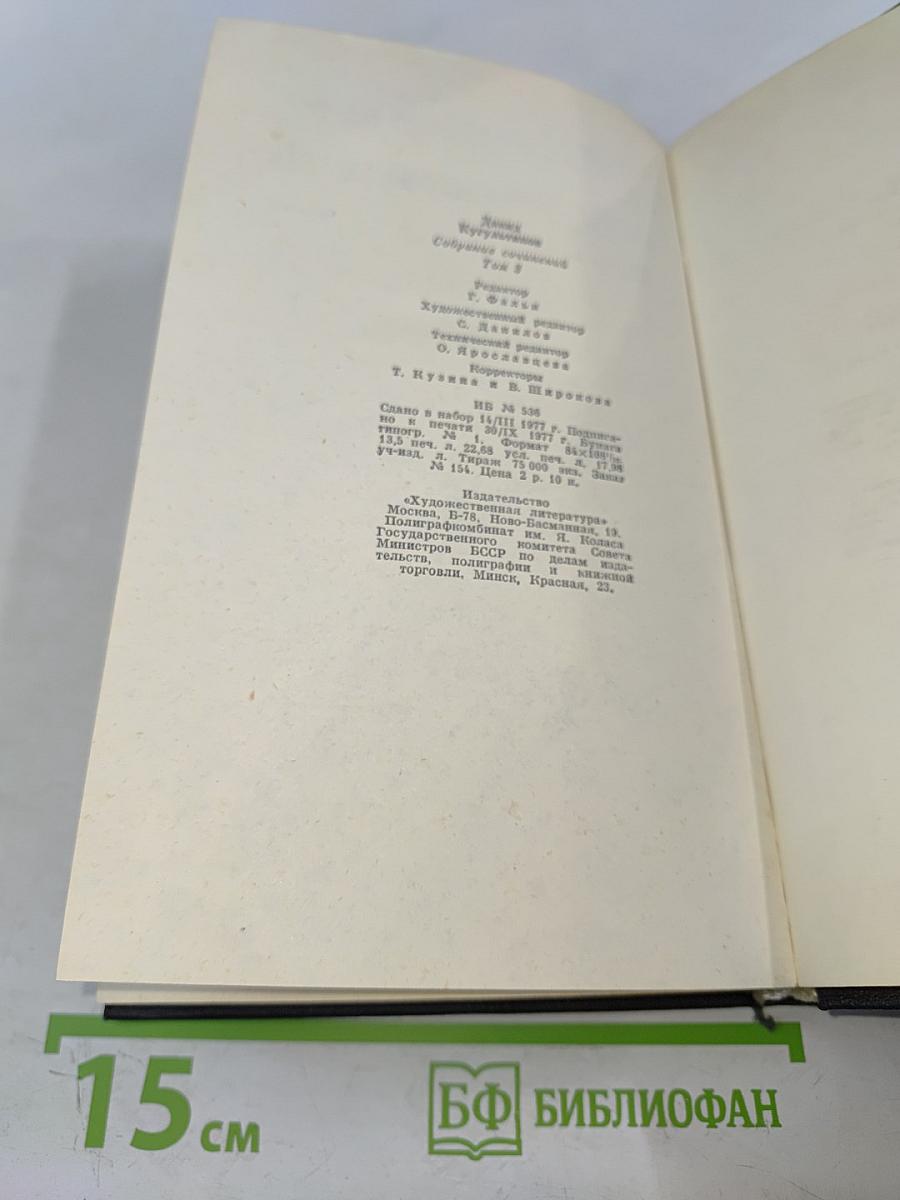 Давид
Кугультинов
Собрание сочинений
Том 3
Редактор
Г. Фальк
Художественный редактор
С. Данилов
Технический редактор
О. Ярославцева
Корректоры
Т. Кузина и В. Широкова
ИБ № 536
Сдано в набор 14/III 1977 г. Подписа-
но к печати 30/IX 1977 г. Бумага
типогр. № 1. Формат 84×108¹/₃₂.
13,5 печ. л. 22,68 усл. печ. л. 17,98
уч-изд. л. Тираж 75 000 экз. Заказ
№ 154. Цена 2 р. 10 к.
Издательство
«Художественная литература»
Москва, Б-78, Ново-Басманная, 19.
Полиграфкомбинат им. Я. Коласа
Государственного комитета Совета
Министров БССР по делам изда-
тельств, полиграфии и книжной
торговли, Минск, Красная, 23.
15 см
БФ БИБЛИОФАН